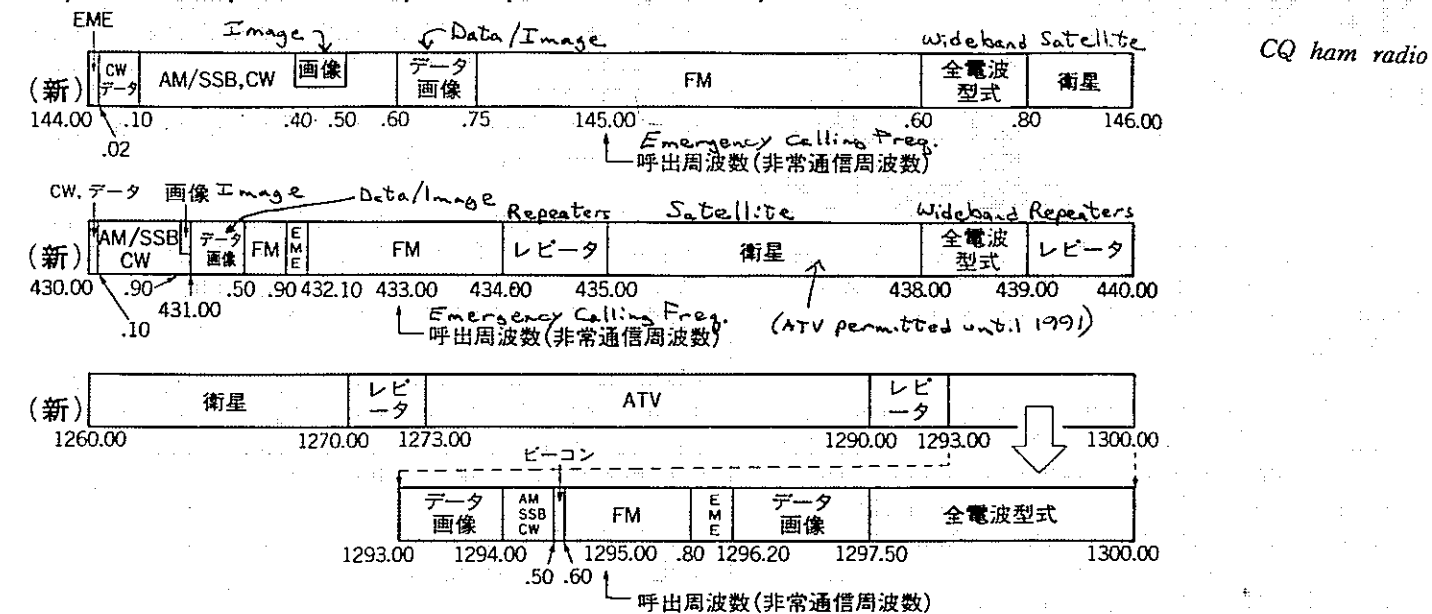 EME
Image
Data/Image
Wideband Satellite
CQ ham radio
(新)
CW データ
AM/SSB,CW
画像
データ 画像
FM
全電波型式
衛星
144.00 .10 .40 .50 .60 .75 145.00 .60 .80 146.00
.02
Emergency Calling Freq.
呼出周波数(非常通信周波数)
CW,データ 画像 Image
Data/Image
Repeaters Satellite Wideband Repeaters
(新)
AM/SSB CW
データ 画像
FM
EME
FM
レピータ
衛星
全電波型式
レピータ
430.00 .90 .50 .90 432.10 433.00 434.00 435.00 438.00 439.00 440.00
431.00
.10
Emergency Calling Freq.
呼出周波数(非常通信周波数)
(ATV permitted until 1991)
(新)
衛星
レピータ
ATV
レピータ
1260.00 1270.00 1273.00 1290.00 1293.00 1300.00
ビーコン
データ 画像
AM SSB CW
FM
EME
データ 画像
全電波型式
1293.00 1294.00 1295.00 .80 1296.20 1297.50 1300.00
.50 .60
呼出周波数(非常通信周波数)